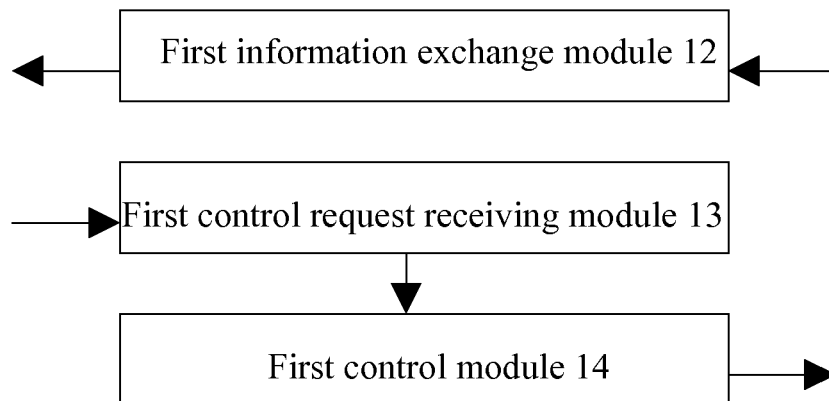 First information exchange module 12
First control request receiving module 13
First control module 14